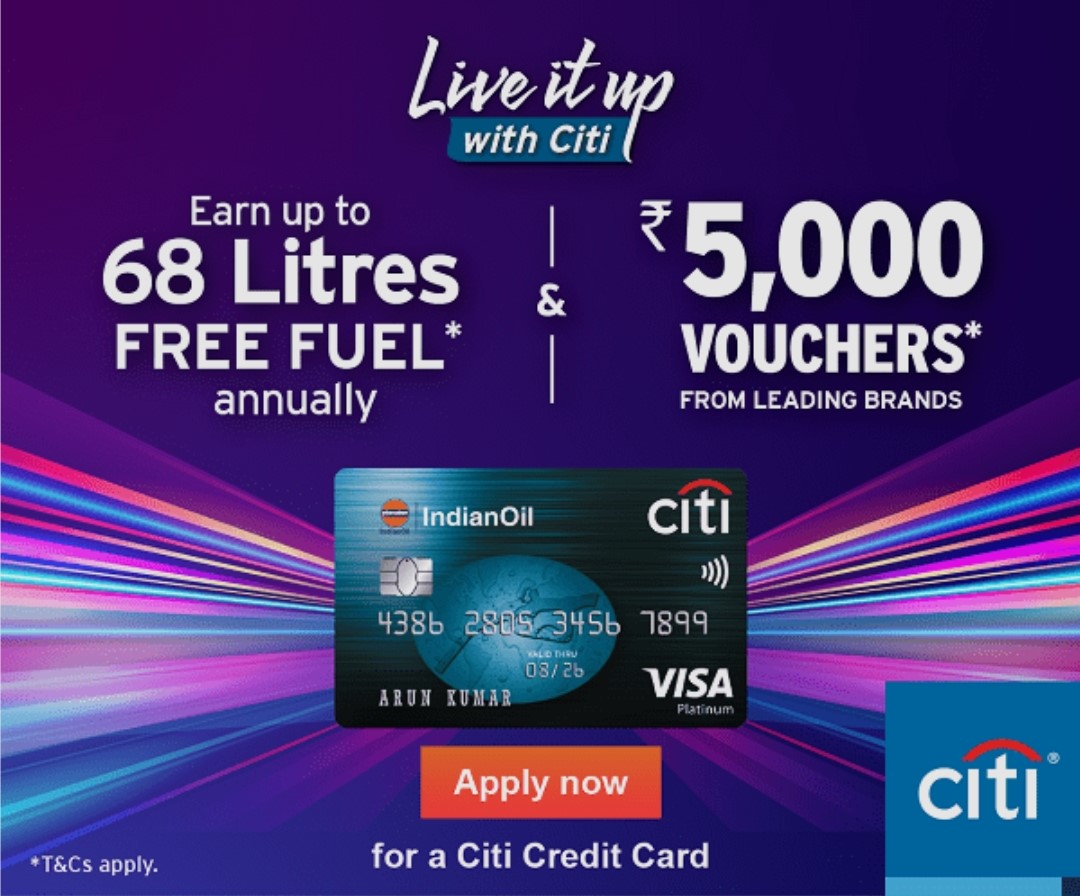 Live it up
with Citi
Earn up to
68 Litres
FREE FUEL*
annually
&
₹5,000
VOUCHERS*
FROM LEADING BRANDS
IndianOil
citi
4386 2805 3456 7899
VALID THRU
08/26
ARUN KUMAR
VISA
Platinum
Apply now
for a Citi Credit Card
*T&Cs apply.
citi®